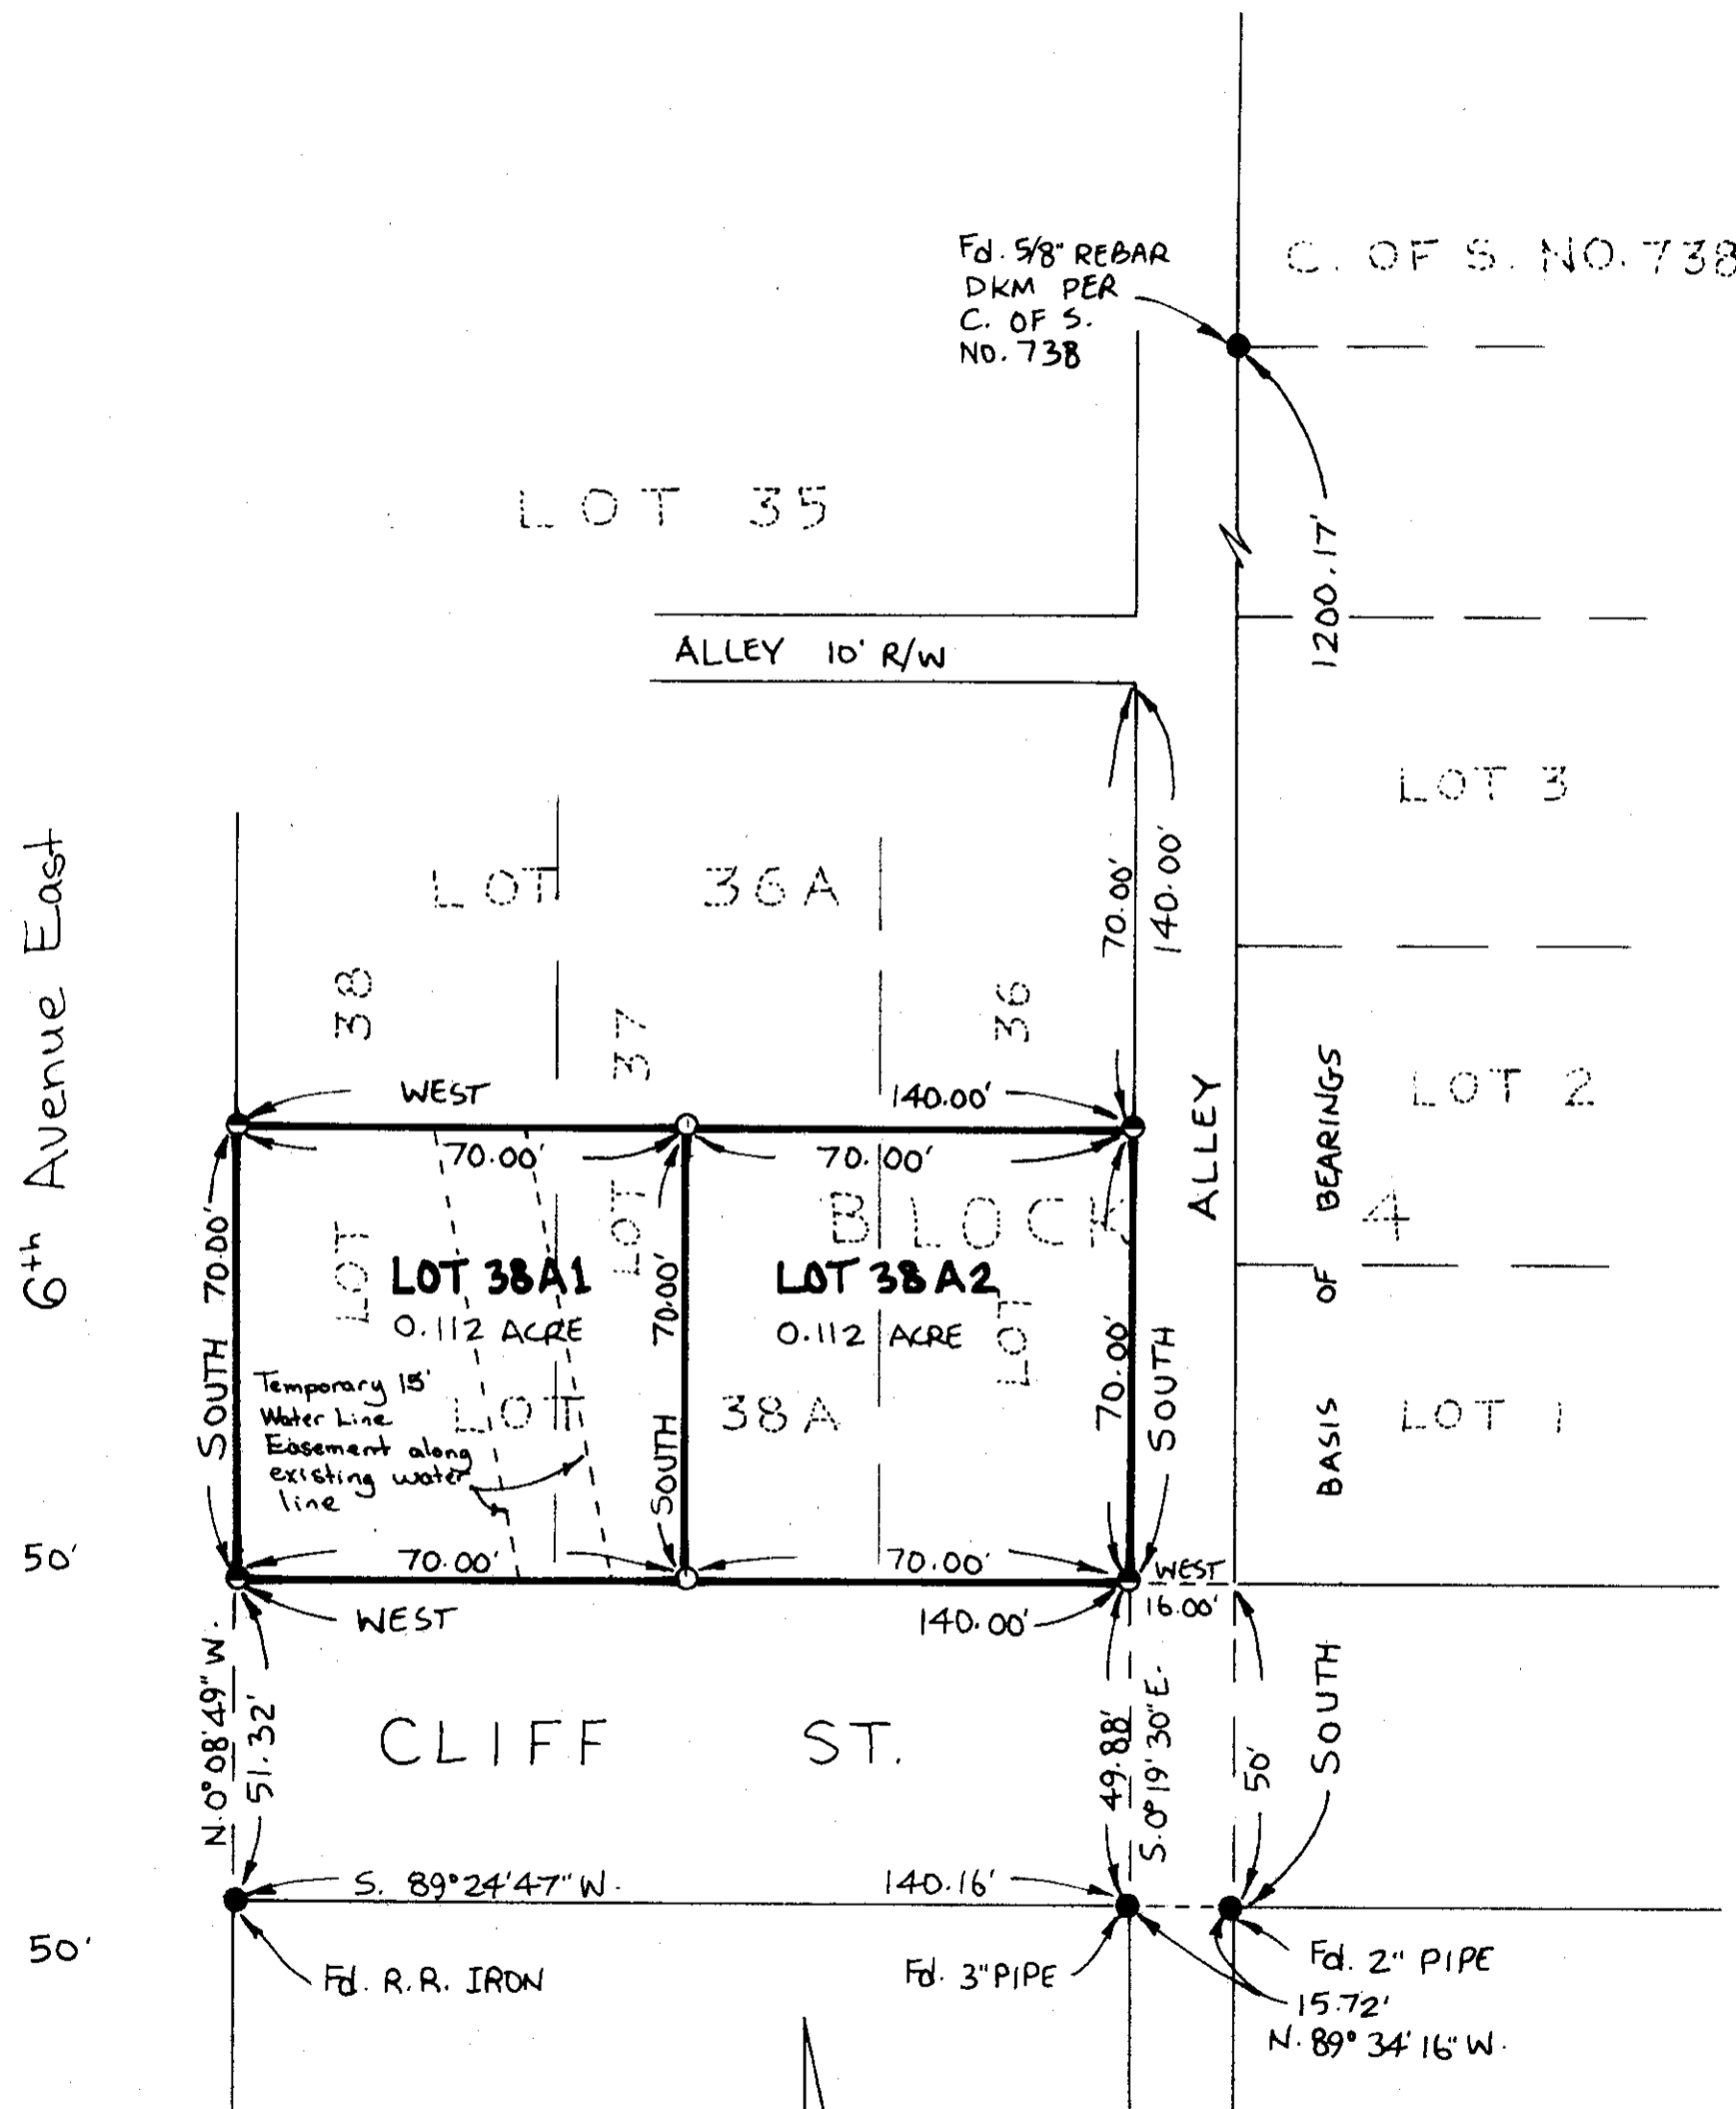 Fd. 5/8" REBAR
DKM PER
C. OF S.
NO. 738
C. OF S. NO. 738
1200.17'
LOT 35
ALLEY 10' R/W
LOT 3
70.00'
140.00'
6th Avenue East
LOT 36A
38
37
36
LOT 2
WEST
140.00'
70.00'
70.00'
ALLEY
BASIS OF BEARINGS
BLOCK 4
SOUTH 70.00'
LOT
LOT
LOT
LOT 38A1
0.112 ACRE
SOUTH 70.00'
LOT 38A2
0.112 ACRE
70.00'
SOUTH
Temporary 15'
Water Line
Easement along
existing water
line
LOT 38A
LOT 1
50'
70.00'
70.00'
WEST
16.00'
WEST
140.00'
N.0°08'49"W.
51.32'
CLIFF ST.
49.88'
S.0°19'30"E.
50'
SOUTH
S. 89°24'47"W.
140.16'
50'
Fd. R.R. IRON
Fd. 3" PIPE
Fd. 2" PIPE
15.72'
N. 89° 34' 16" W.